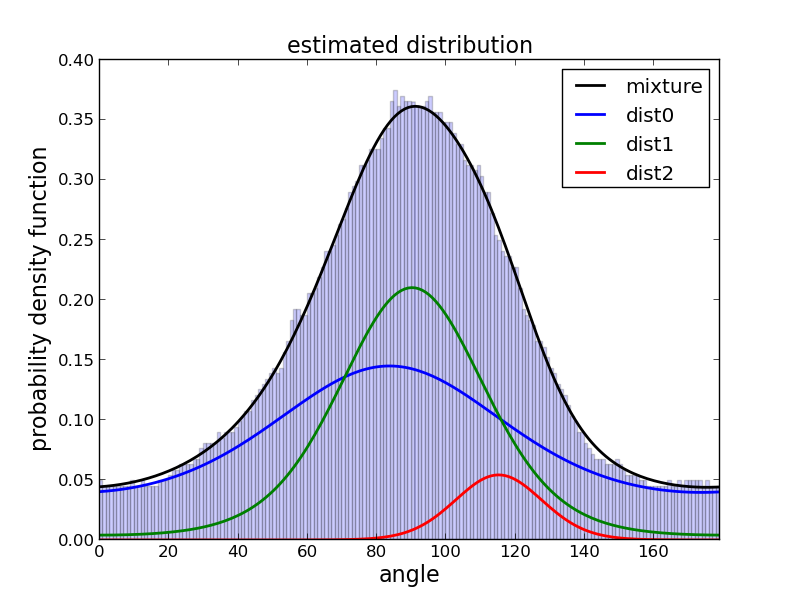 estimated distribution
0.40
0.35
0.30
0.25
0.20
0.15
0.10
0.05
0.00
probability density function
mixture
dist0
dist1
dist2
0 20 40 60 80 100 120 140 160
angle